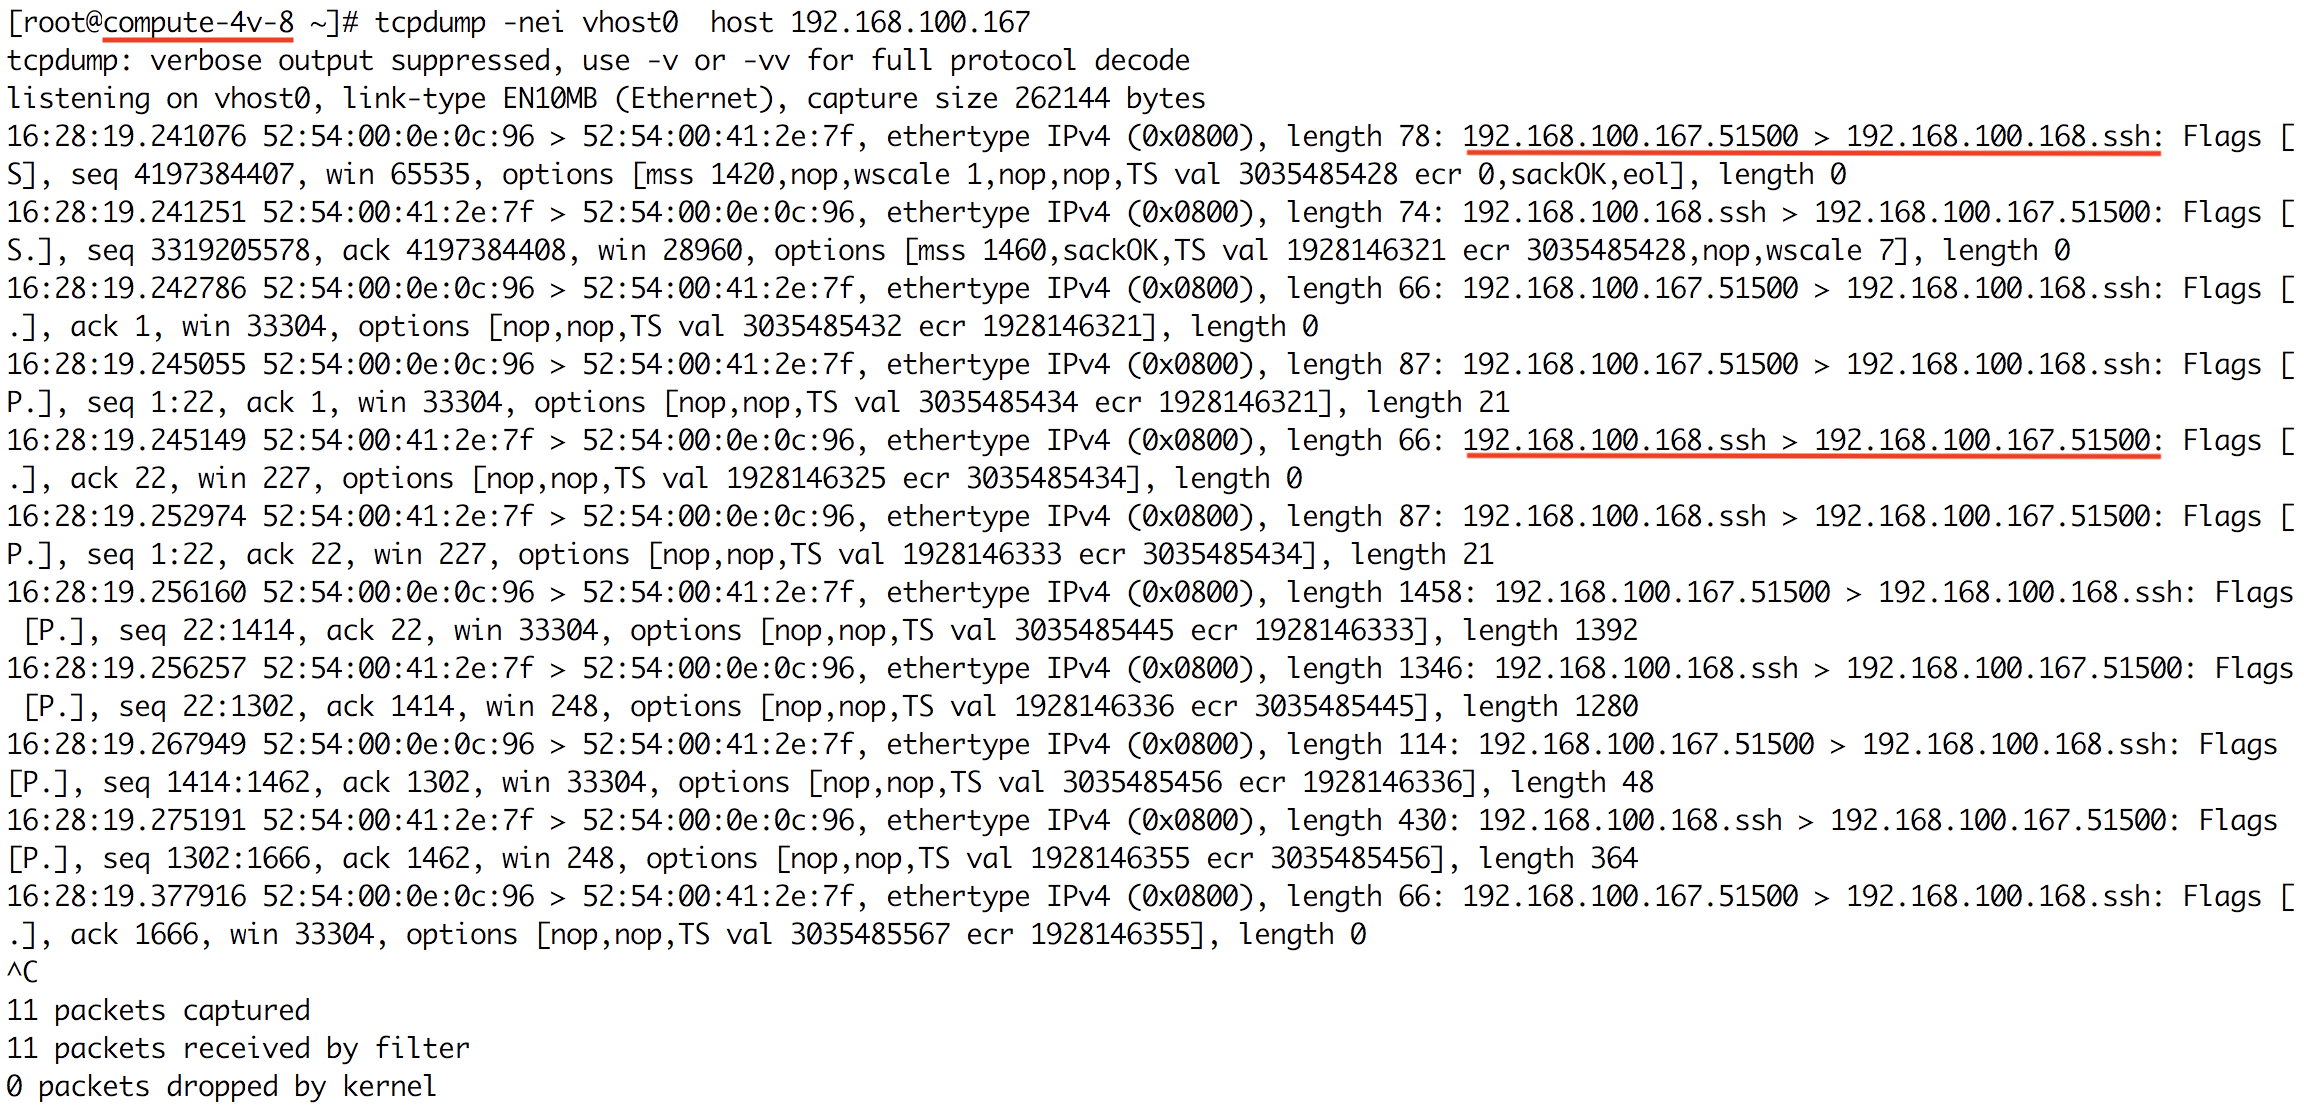 [root@compute-4v-8 ~]# tcpdump -nei vhost0  host 192.168.100.167
tcpdump: verbose output suppressed, use -v or -vv for full protocol decode
listening on vhost0, link-type EN10MB (Ethernet), capture size 262144 bytes
16:28:19.241076 52:54:00:0e:0c:96 > 52:54:00:41:2e:7f, ethertype IPv4 (0x0800), length 78: 192.168.100.167.51500 > 192.168.100.168.ssh: Flags [
S], seq 4197384407, win 65535, options [mss 1420,nop,wscale 1,nop,nop,TS val 3035485428 ecr 0,sackOK,eol], length 0
16:28:19.241251 52:54:00:41:2e:7f > 52:54:00:0e:0c:96, ethertype IPv4 (0x0800), length 74: 192.168.100.168.ssh > 192.168.100.167.51500: Flags [
S.], seq 3319205578, ack 4197384408, win 28960, options [mss 1460,sackOK,TS val 1928146321 ecr 3035485428,nop,wscale 7], length 0
16:28:19.242786 52:54:00:0e:0c:96 > 52:54:00:41:2e:7f, ethertype IPv4 (0x0800), length 66: 192.168.100.167.51500 > 192.168.100.168.ssh: Flags [
.], ack 1, win 33304, options [nop,nop,TS val 3035485432 ecr 1928146321], length 0
16:28:19.245055 52:54:00:0e:0c:96 > 52:54:00:41:2e:7f, ethertype IPv4 (0x0800), length 87: 192.168.100.167.51500 > 192.168.100.168.ssh: Flags [
P.], seq 1:22, ack 1, win 33304, options [nop,nop,TS val 3035485434 ecr 1928146321], length 21
16:28:19.245149 52:54:00:41:2e:7f > 52:54:00:0e:0c:96, ethertype IPv4 (0x0800), length 66: 192.168.100.168.ssh > 192.168.100.167.51500: Flags [
.], ack 22, win 227, options [nop,nop,TS val 1928146325 ecr 3035485434], length 0
16:28:19.252974 52:54:00:41:2e:7f > 52:54:00:0e:0c:96, ethertype IPv4 (0x0800), length 87: 192.168.100.168.ssh > 192.168.100.167.51500: Flags [
P.], seq 1:22, ack 22, win 227, options [nop,nop,TS val 1928146333 ecr 3035485434], length 21
16:28:19.256160 52:54:00:0e:0c:96 > 52:54:00:41:2e:7f, ethertype IPv4 (0x0800), length 1458: 192.168.100.167.51500 > 192.168.100.168.ssh: Flags
 [P.], seq 22:1414, ack 22, win 33304, options [nop,nop,TS val 3035485445 ecr 1928146333], length 1392
16:28:19.256257 52:54:00:41:2e:7f > 52:54:00:0e:0c:96, ethertype IPv4 (0x0800), length 1346: 192.168.100.168.ssh > 192.168.100.167.51500: Flags
 [P.], seq 22:1302, ack 1414, win 248, options [nop,nop,TS val 1928146336 ecr 3035485445], length 1280
16:28:19.267949 52:54:00:0e:0c:96 > 52:54:00:41:2e:7f, ethertype IPv4 (0x0800), length 114: 192.168.100.167.51500 > 192.168.100.168.ssh: Flags
[P.], seq 1414:1462, ack 1302, win 33304, options [nop,nop,TS val 3035485456 ecr 1928146336], length 48
16:28:19.275191 52:54:00:41:2e:7f > 52:54:00:0e:0c:96, ethertype IPv4 (0x0800), length 430: 192.168.100.168.ssh > 192.168.100.167.51500: Flags
[P.], seq 1302:1666, ack 1462, win 248, options [nop,nop,TS val 1928146355 ecr 3035485456], length 364
16:28:19.377916 52:54:00:0e:0c:96 > 52:54:00:41:2e:7f, ethertype IPv4 (0x0800), length 66: 192.168.100.167.51500 > 192.168.100.168.ssh: Flags [
.], ack 1666, win 33304, options [nop,nop,TS val 3035485567 ecr 1928146355], length 0
^C
11 packets captured
11 packets received by filter
0 packets dropped by kernel